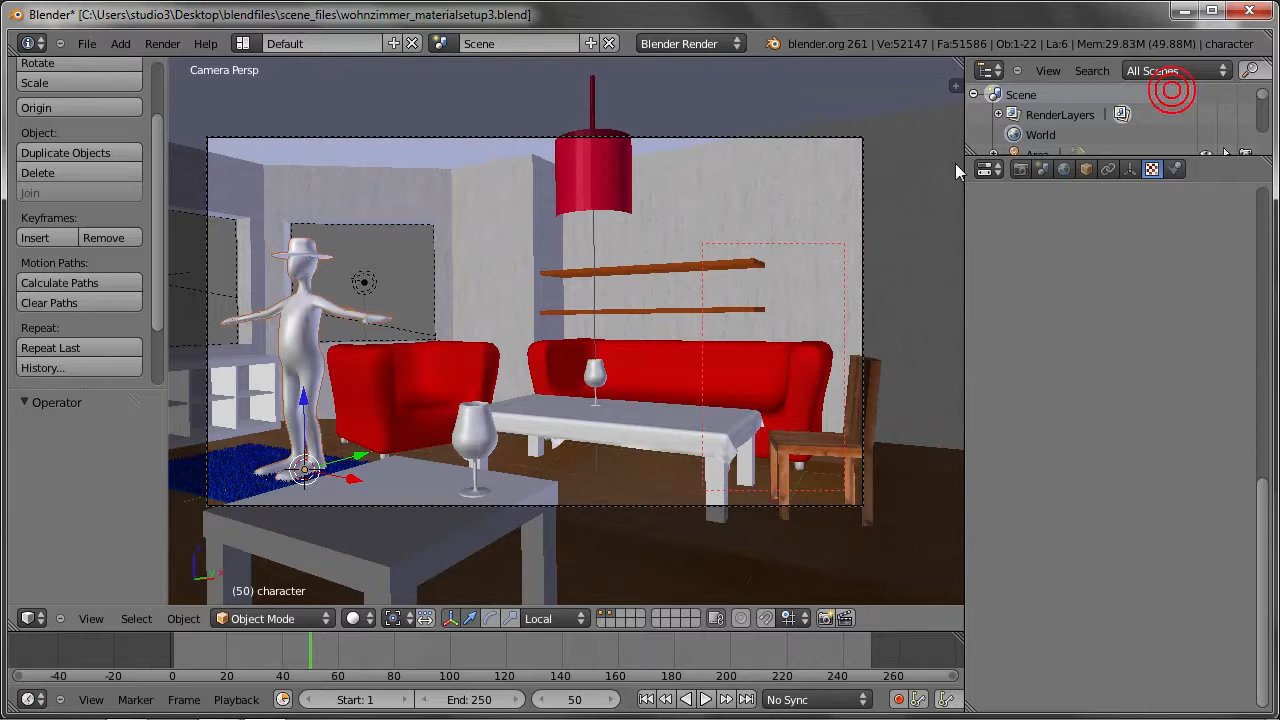 Blender* [C:\Users\studio3\Desktop\blendfiles\scene_files\wohnzimmer_materialsetup3.blend]
File Add Render Help Default Scene Blender Render blender.org 261 | Ve:52147 | Fa:51586 | Ob:1-22 | La:6 | Mem:29.83M (49.88M) | character
Rotate
Scale
Origin
Object:
Duplicate Objects
Delete
Join
Keyframes:
Insert Remove
Motion Paths:
Calculate Paths
Clear Paths
Repeat:
Repeat Last
History...
Operator
Camera Persp
(50) character
View Search All Scenes
Scene
RenderLayers |
World
View Select Object Object Mode Local
-40 -20 0 20 40 60 80 100 120 140 160 180 200 220 240 260
View Marker Frame Playback Start: 1 End: 250 50 No Sync